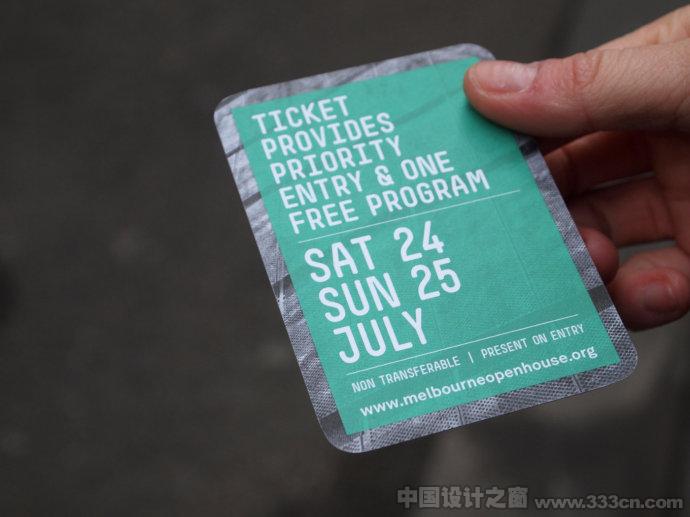 TICKET
PROVIDES
PRIORITY
ENTRY & ONE
FREE PROGRAM
SAT 24
SUN 25
JULY
NON TRANSFERABLE | PRESENT ON ENTRY
www.melbourneopenhouse.org
中国设计之窗 www.333cn.com